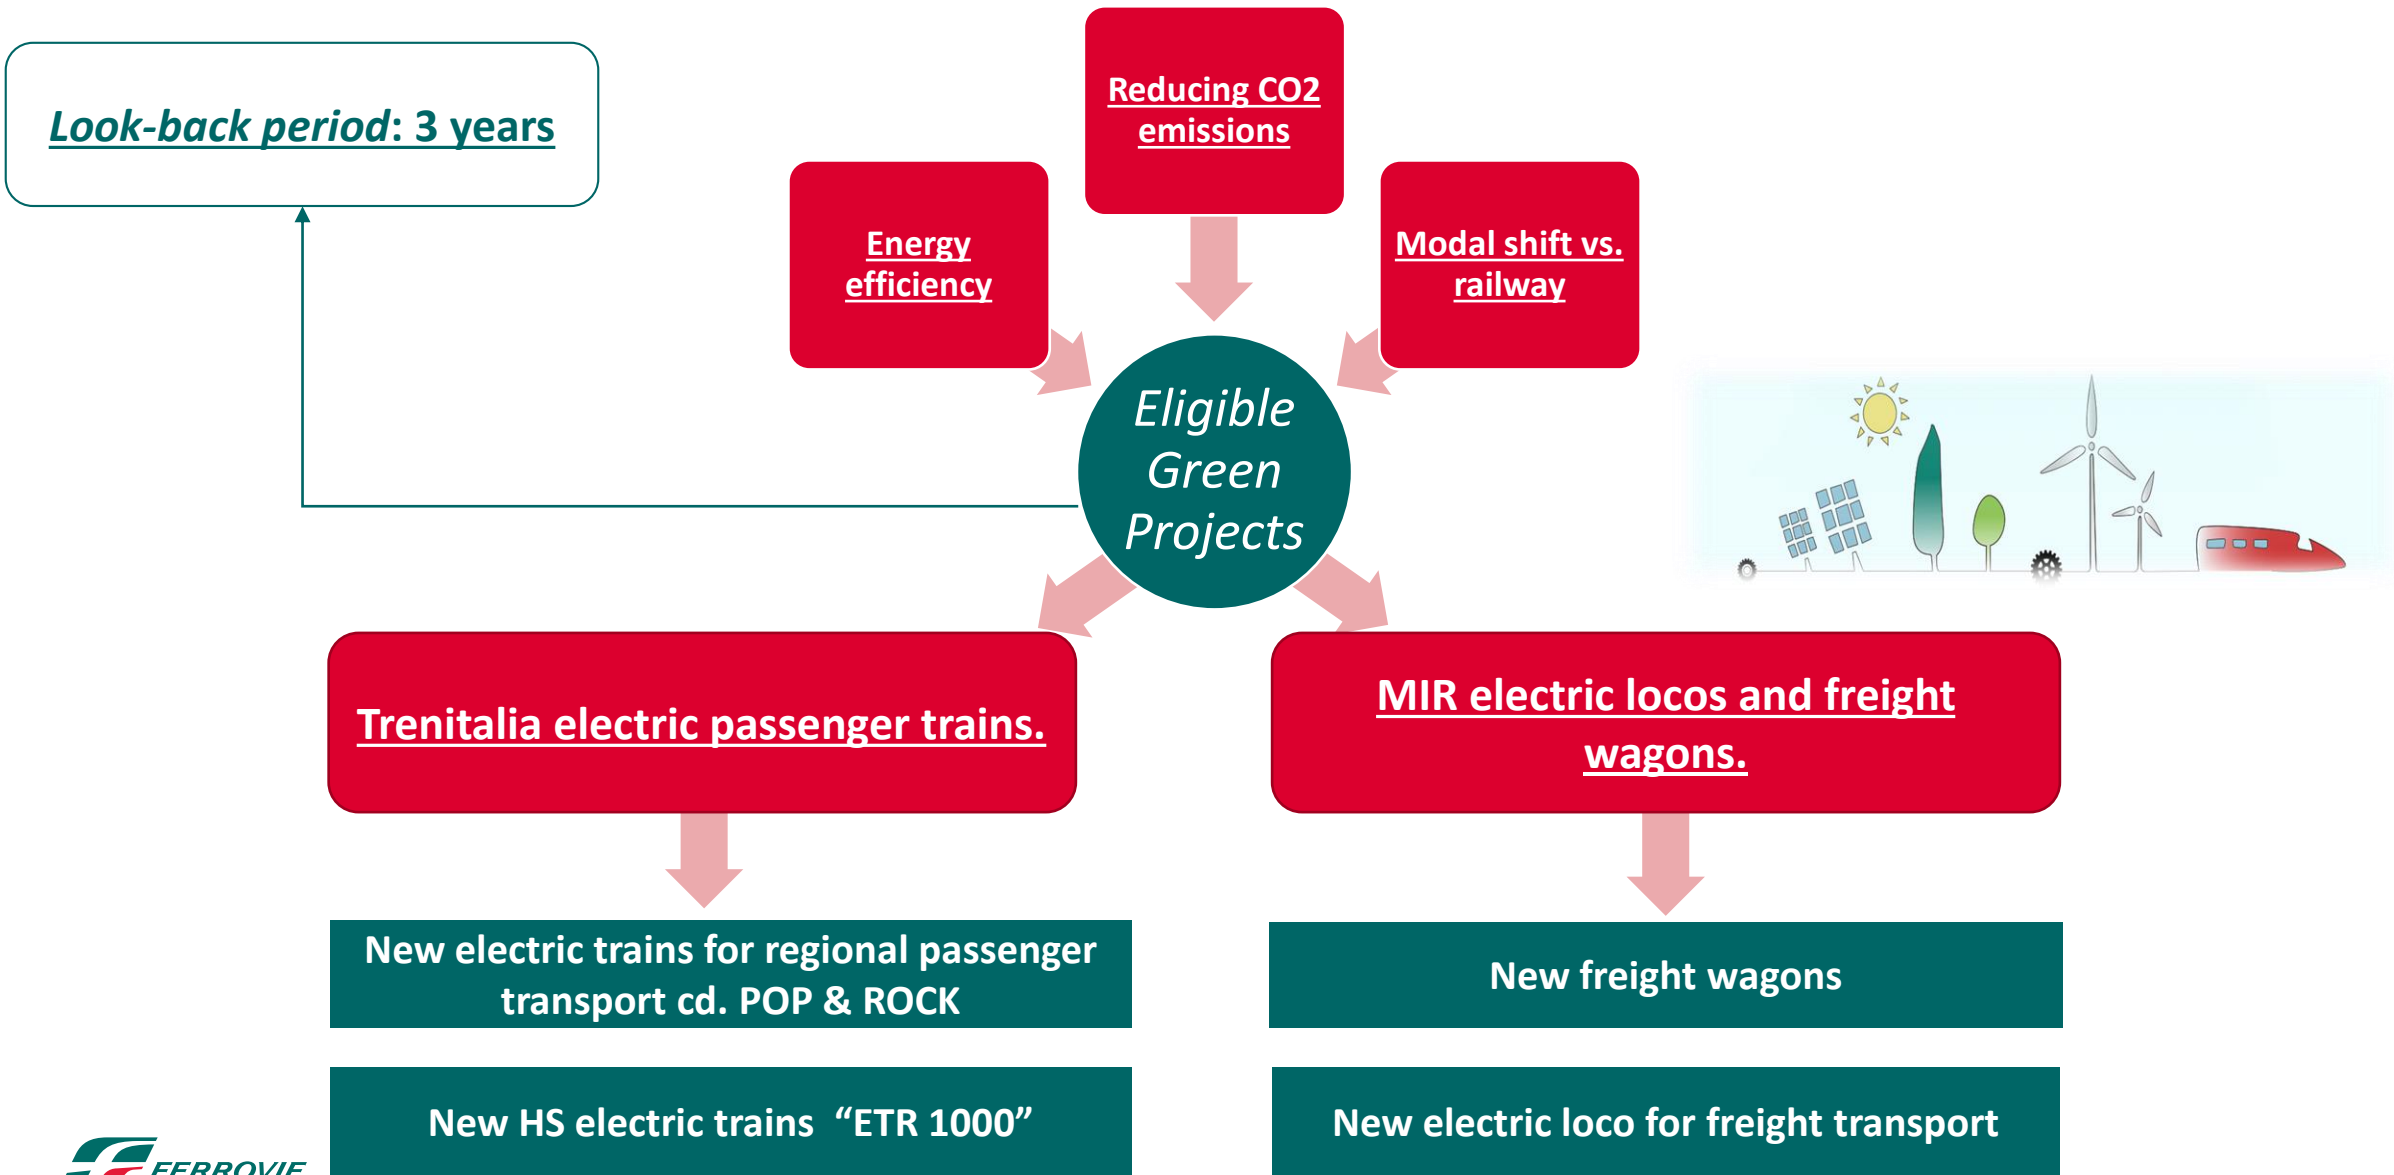 Look-back period: 3 years
Reducing CO2
emissions
Energy
efficiency
Modal shift vs.
railway
Eligible
Green
Projects
Trenitalia electric passenger trains.
MIR electric locos and freight
wagons.
New electric trains for regional passenger
transport cd. POP & ROCK
New freight wagons
New HS electric trains “ETR 1000”
New electric loco for freight transport
FERROVIE